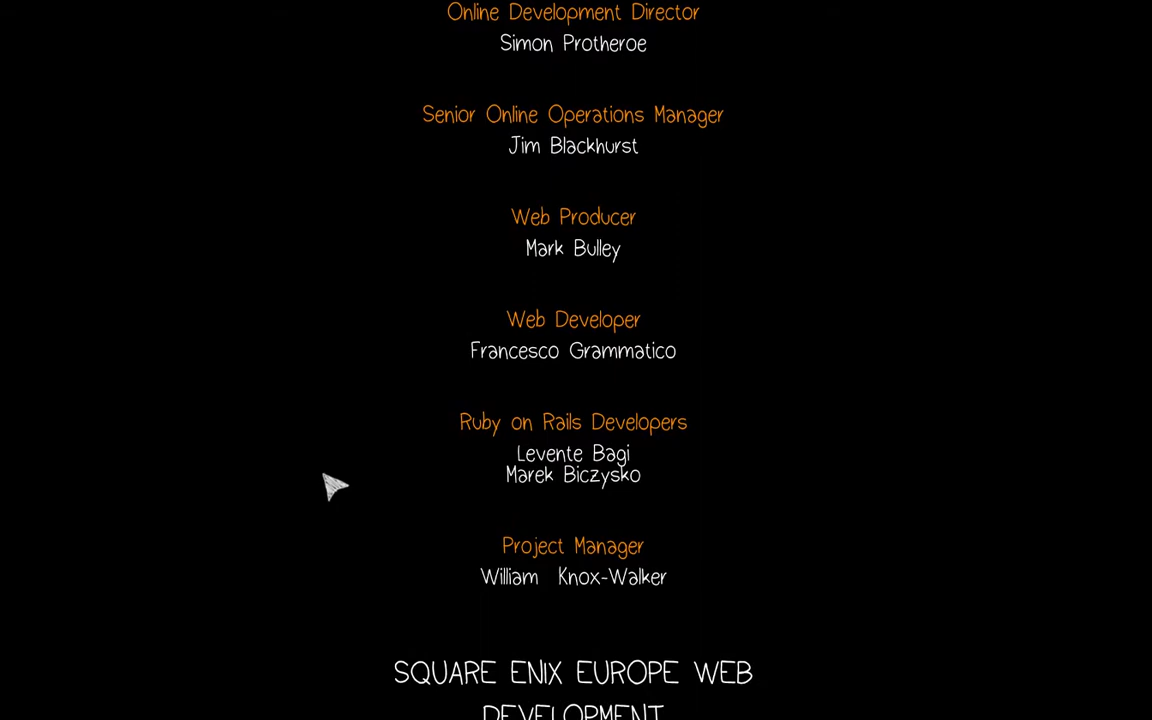 Online Development Director
Simon Protheroe
Senior Online Operations Manager
Jim Blackhurst
Web Producer
Mark Bulley
Web Developer
Francesco Grammatico
Ruby on Rails Developers
Levente Bagi
Marek Biczysko
Project Manager
William Knox-Walker
SQUARE ENIX EUROPE WEB
DEVELOPMENT